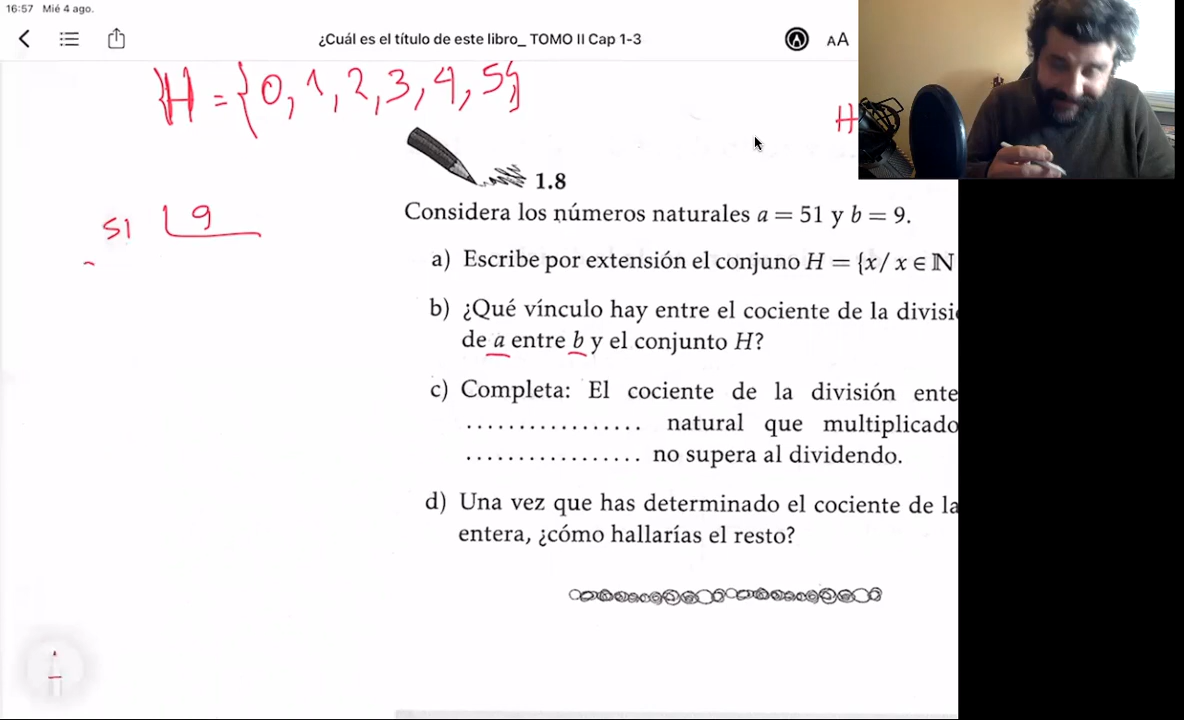 16:57 Mié 4 ago.
¿Cuál es el título de este libro_ TOMO II Cap 1-3
AA
H = {0, 1, 2, 3, 4, 5}
H
1.8
Considera los números naturales a = 51 y b = 9.
51 9
a) Escribe por extensión el conjuno H = {x/ x ∈ ℕ
b) ¿Qué vínculo hay entre el cociente de la divisi
de a entre b y el conjunto H?
c) Completa: El cociente de la división ente
................. natural que multiplicado
................. no supera al dividendo.
d) Una vez que has determinado el cociente de la
entera, ¿cómo hallarías el resto?